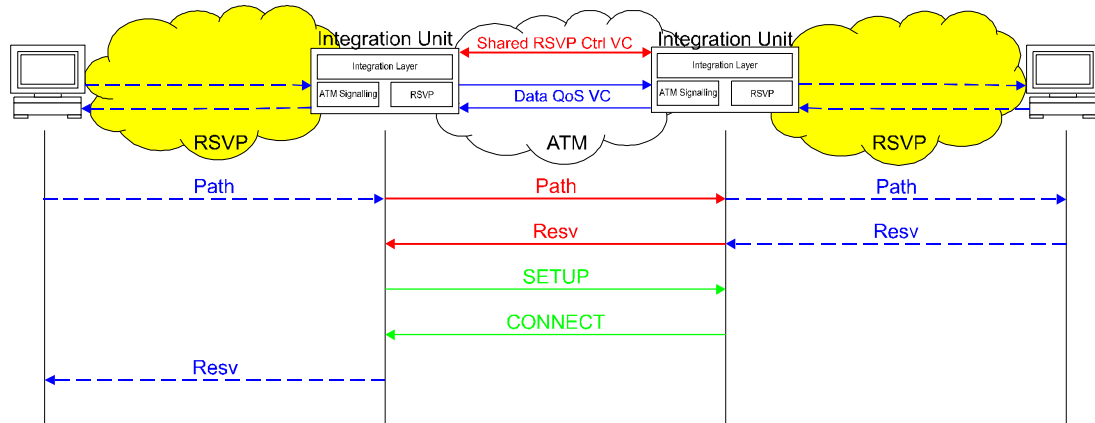 Integration Unit
Shared RSVP Ctrl VC
Integration Unit
Integration Layer
Integration Layer
ATM Signalling
RSVP
Data QoS VC
ATM Signalling
RSVP
RSVP
ATM
RSVP
Path
Path
Path
Resv
Resv
SETUP
CONNECT
Resv